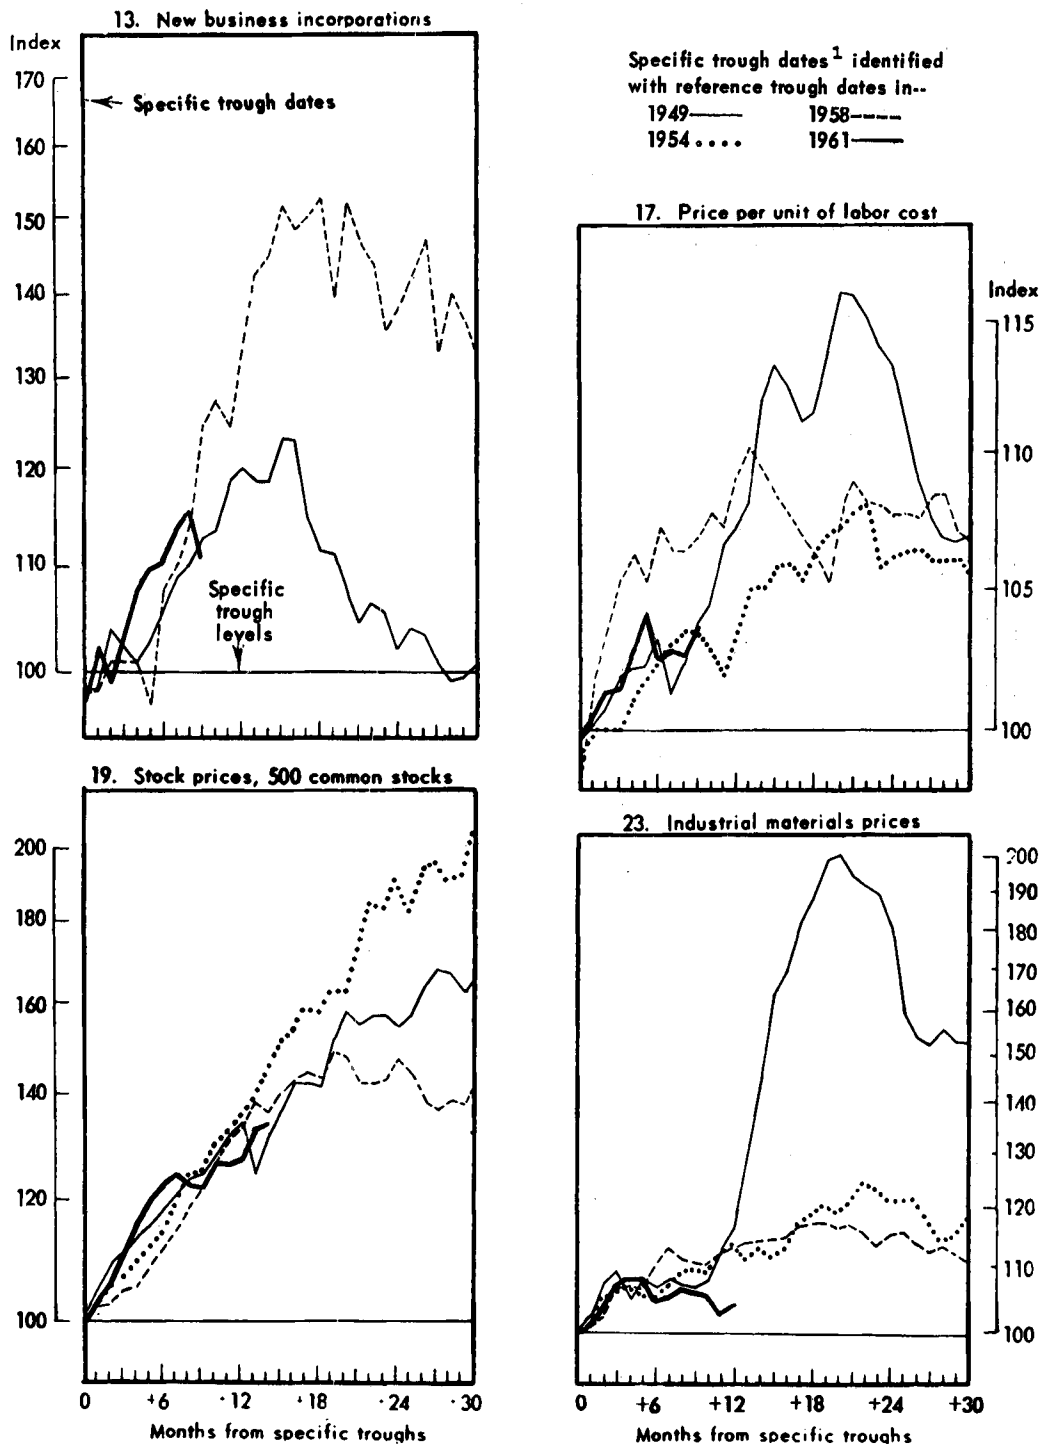 13. New business incorporations
Index
170
160
150
140
130
120
110
100
Specific trough dates
Specific
trough
levels
Specific trough dates1 identified
with reference trough dates in--
1949 1958
1954 1961
17. Price per unit of labor cost
Index
115
110
105
100
19. Stock prices, 500 common stocks
200
180
160
140
120
100
0 +6 +12 +18 +24 +30
Months from specific troughs
23. Industrial materials prices
200
190
180
170
160
150
140
130
120
110
100
0 +6 +12 +18 +24 +30
Months from specific troughs